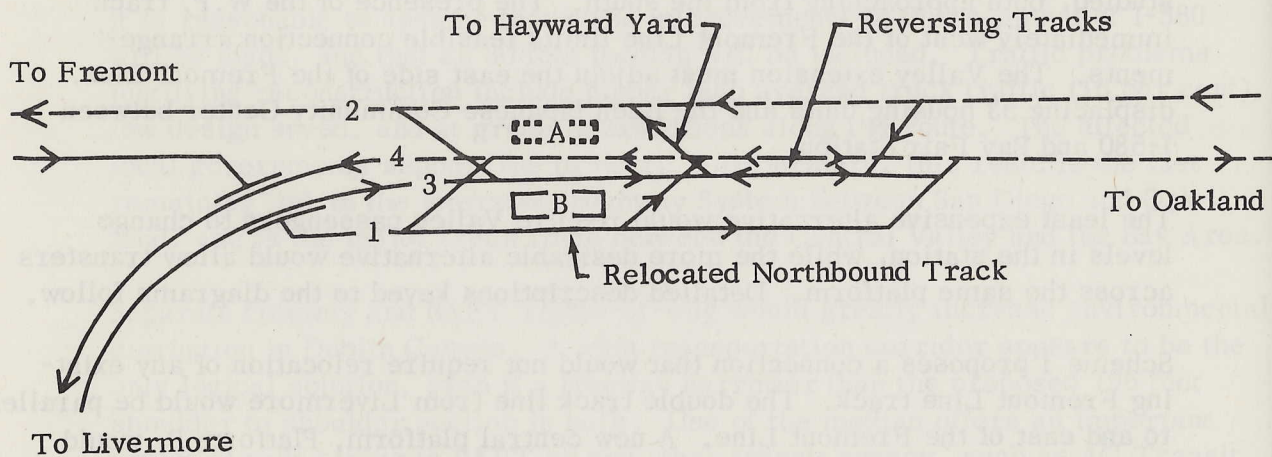 To Hayward Yard
Reversing Tracks
To Fremont
2
A
4
3
B
1
To Oakland
Relocated Northbound Track
To Livermore